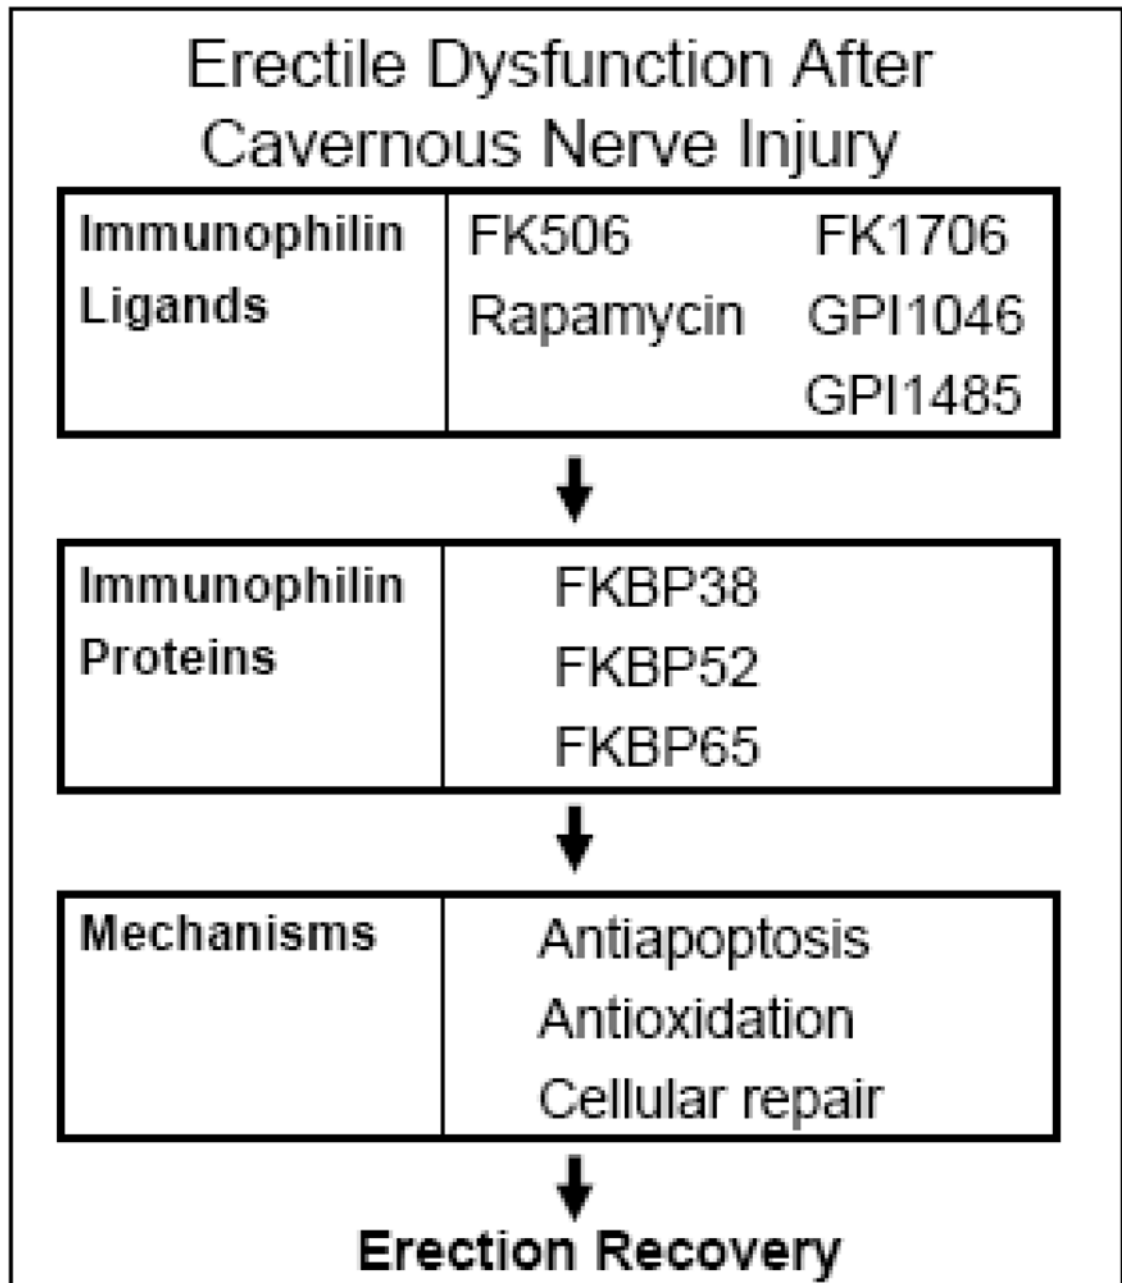 Erectile Dysfunction After
Cavernous Nerve Injury
Immunophilin
Ligands
FK506 FK1706
Rapamycin GPI1046
GPI1485
Immunophilin
Proteins
FKBP38
FKBP52
FKBP65
Mechanisms
Antiapoptosis
Antioxidation
Cellular repair
Erection Recovery